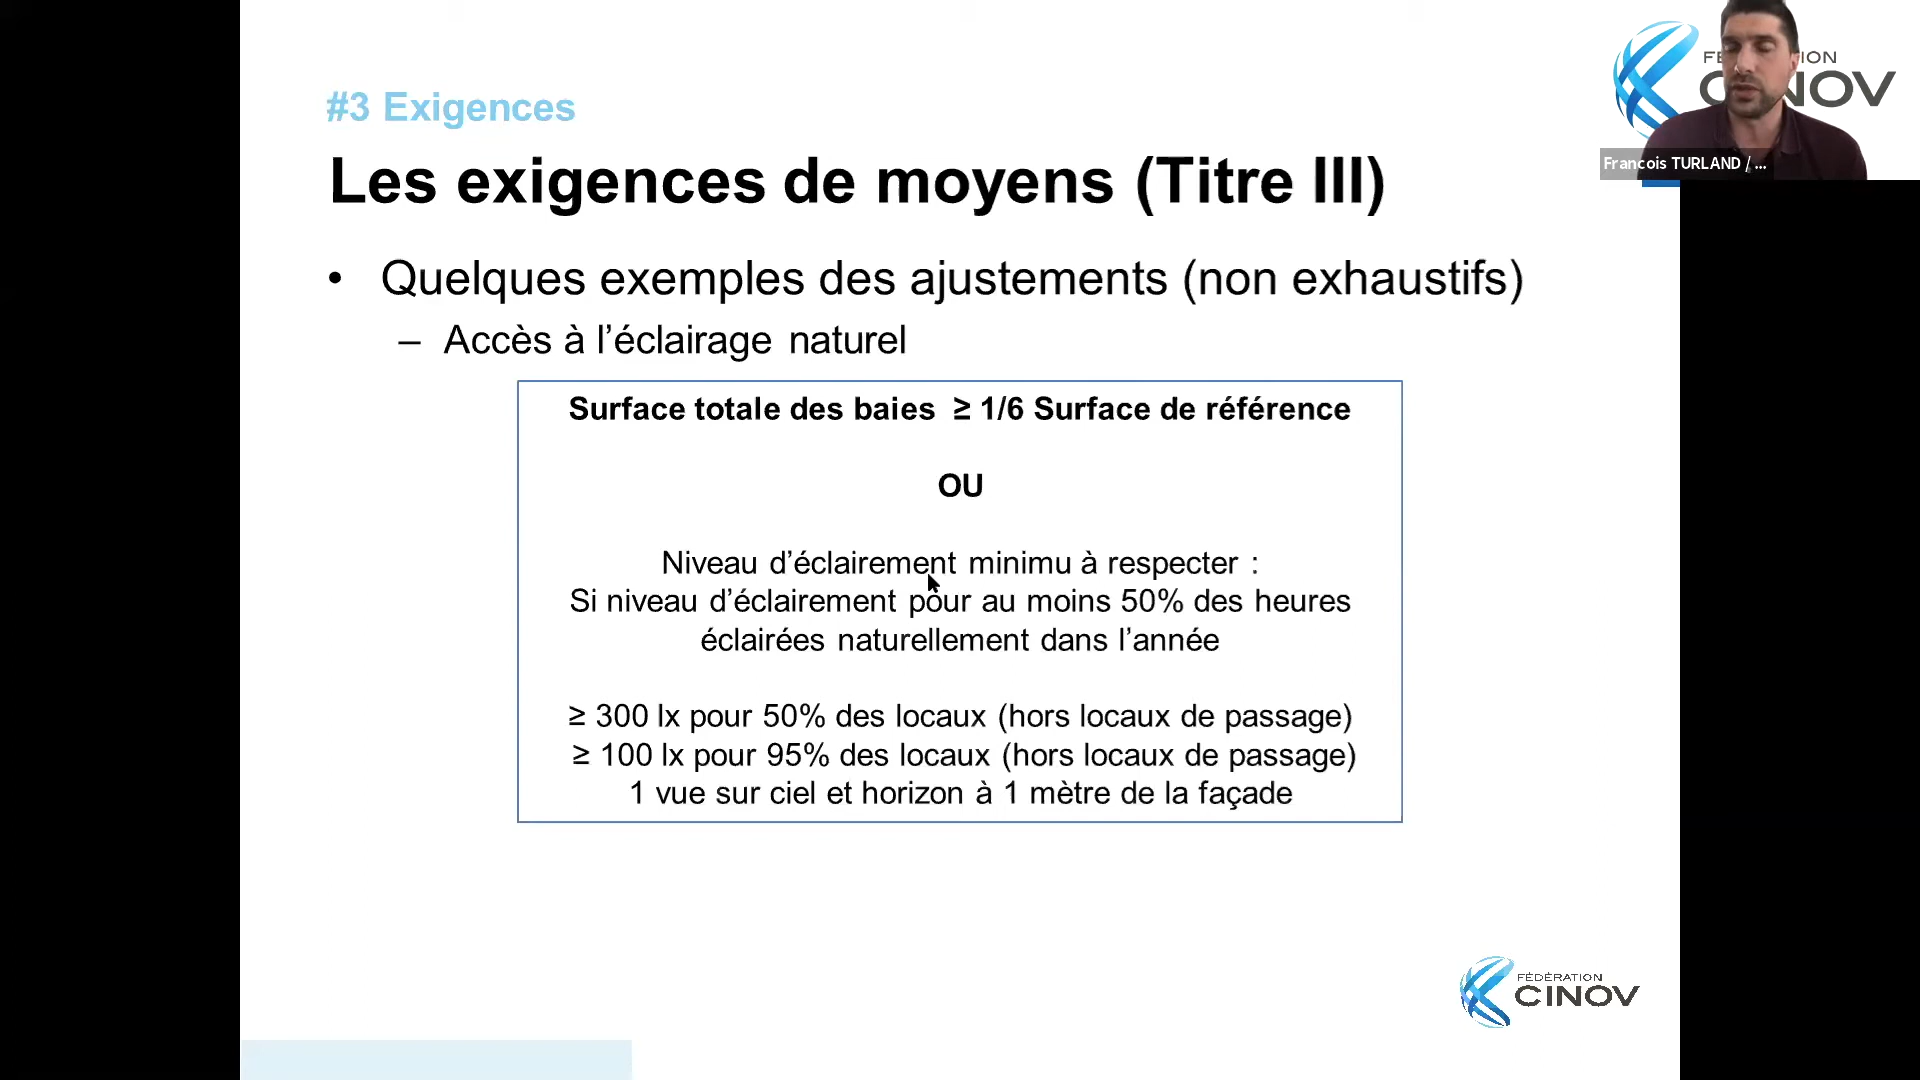 #3 Exigences
Les exigences de moyens (Titre III)
• Quelques exemples des ajustements (non exhaustifs)
– Accès à l’éclairage naturel
Surface totale des baies ≥ 1/6 Surface de référence
OU
Niveau d’éclairement minimu à respecter :
Si niveau d’éclairement pour au moins 50% des heures
éclairées naturellement dans l’année
≥ 300 lx pour 50% des locaux (hors locaux de passage)
≥ 100 lx pour 95% des locaux (hors locaux de passage)
1 vue sur ciel et horizon à 1 mètre de la façade
Francois TURLAND / ...
FÉDÉRATION
CINOV